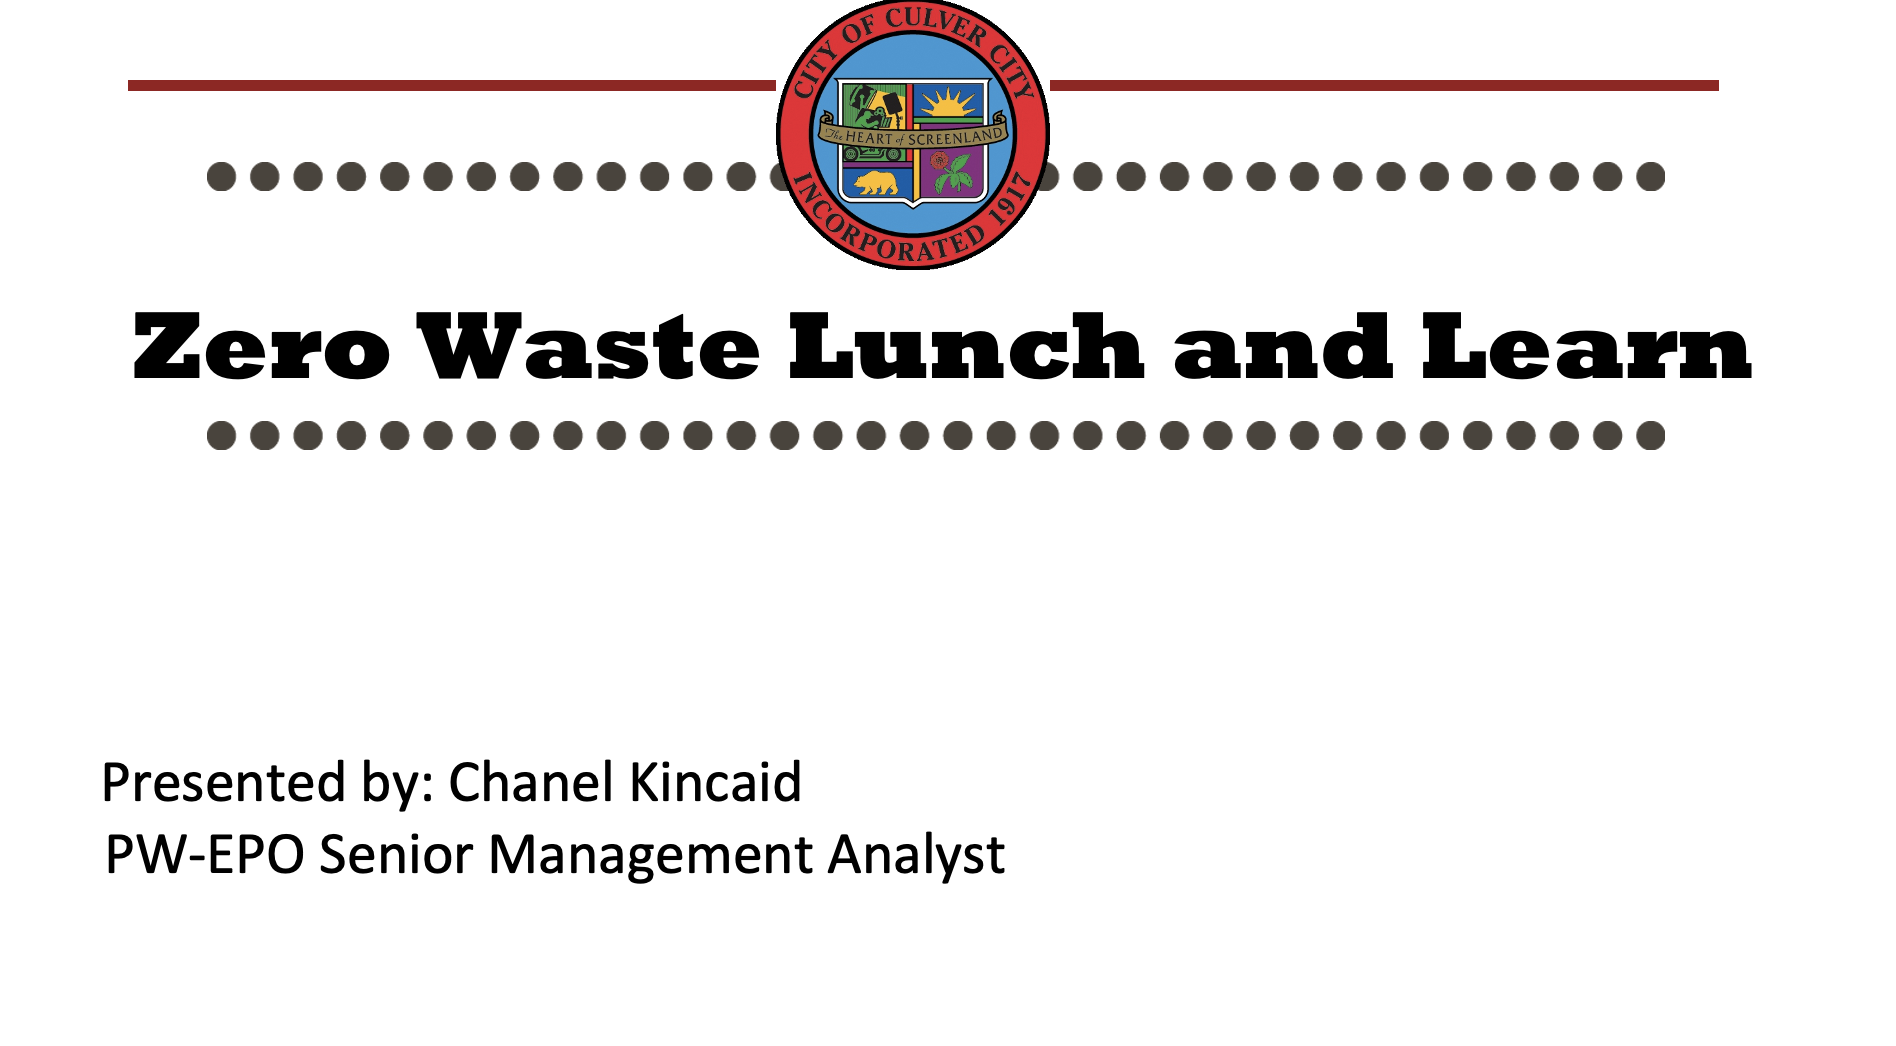 CITY OF CULVER CITY
The HEART of SCREENLAND
INCORPORATED 1917
Zero Waste Lunch and Learn
Presented by: Chanel Kincaid
PW-EPO Senior Management Analyst